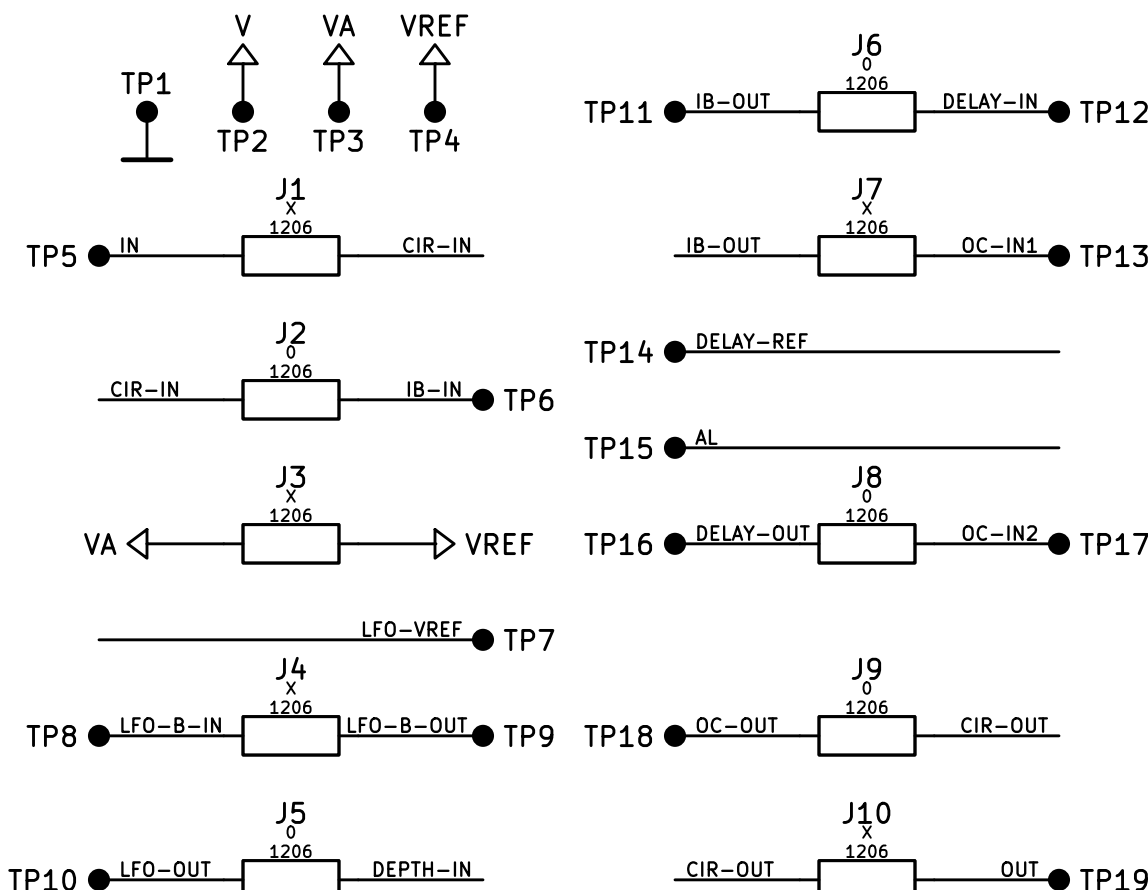 V VA VREF
TP1
TP2 TP3 TP4
J1
X
1206
TP5 IN CIR-IN
J2
0
1206
CIR-IN IB-IN TP6
J3
X
1206
VA VREF
LFO-VREF TP7
J4
X
1206
TP8 LFO-B-IN LFO-B-OUT TP9
J5
0
1206
TP10 LFO-OUT DEPTH-IN
J6
0
1206
TP11 IB-OUT DELAY-IN TP12
J7
X
1206
IB-OUT OC-IN1 TP13
TP14 DELAY-REF
TP15 AL
J8
0
1206
TP16 DELAY-OUT OC-IN2 TP17
J9
0
1206
TP18 OC-OUT CIR-OUT
J10
X
1206
CIR-OUT OUT TP19